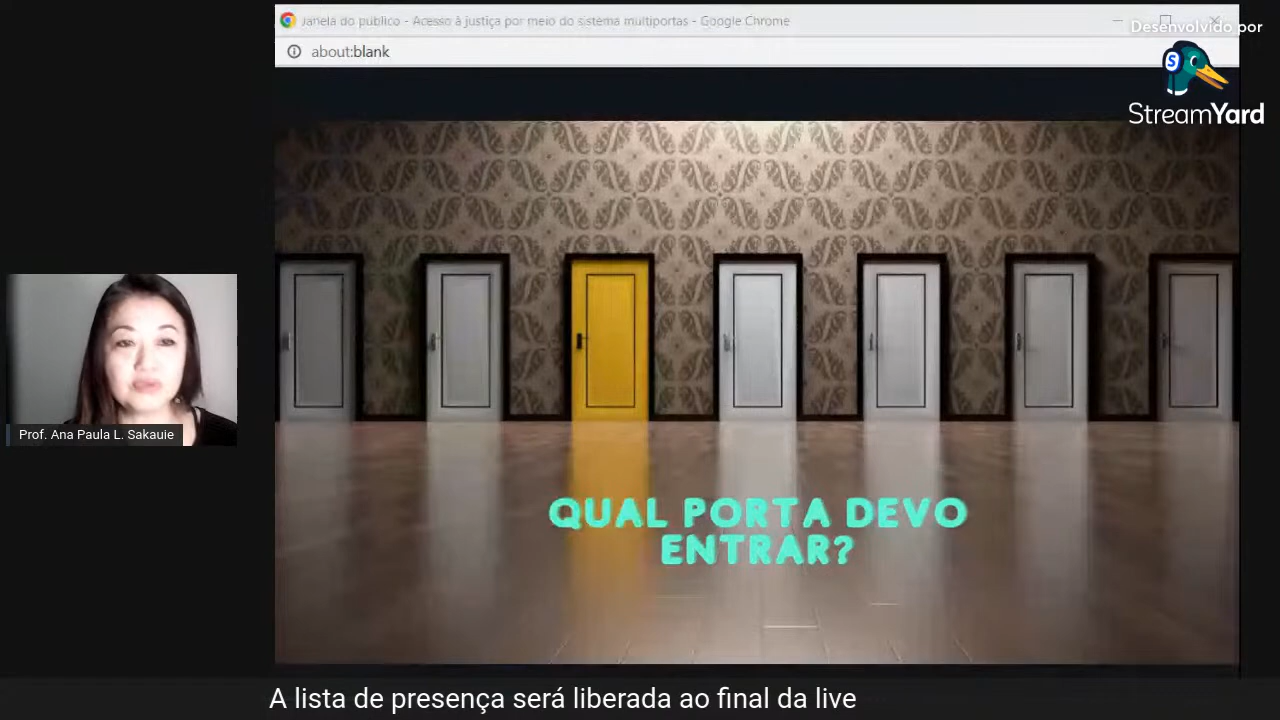 Janela do público - Acesso à justiça por meio do sistema multiportas - Google Chrome
about:blank
Desenvolvido por
S
StreamYard
QUAL PORTA DEVO
ENTRAR?
Prof. Ana Paula L. Sakauie
A lista de presença será liberada ao final da live